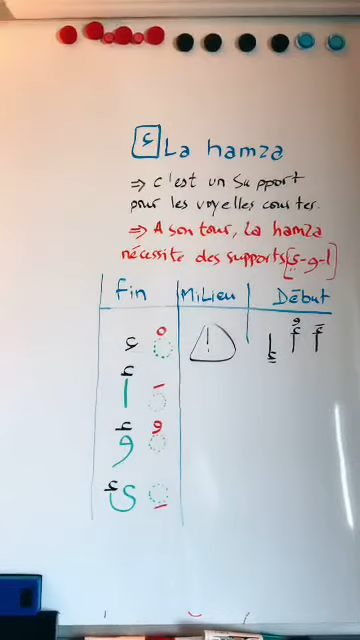 ء La hamza
⇒ c'est un support
pour les voyelles courtes.
⇒ A son tour, La hamza
nécessite des supports [ئ-و-ا]
Fin | Milieu | Début
ء | ! | أَ أُ إِ
أ
ؤ
ئ